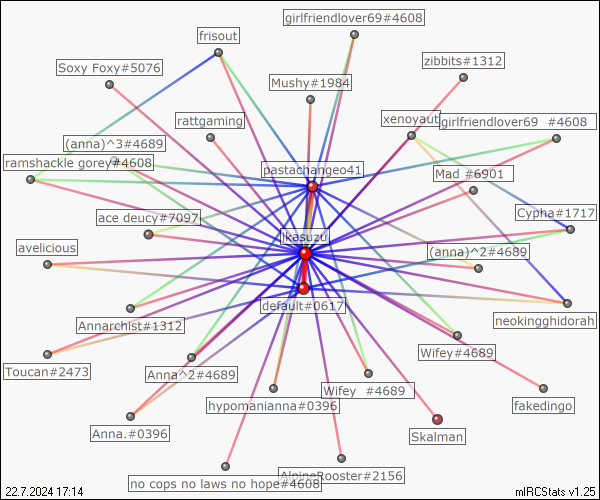 girlfriendlover69#4608
frisout
zibbits#1312
Soxy Foxy#5076
Mushy#1984
rattgaming
xenoyaut
girlfriendlover69  #4608
(anna)^3#4689
ramshackle gorey#4608
pastachangeo41
Mad #6901
ace deucy#7097
Cypha#1717
ikasuzu
avelicious
(anna)^2#4689
default#0617
neokingghidorah
Annarchist#1312
Wifey#4689
Toucan#2473
Anna^2#4689
Wifey  #4689
fakedingo
hypomanianna#0396
Anna.#0396
Skalman
AlpineRooster#2156
no cops no laws no hope#4608
22.7.2024 17:14
mIRCStats v1.25